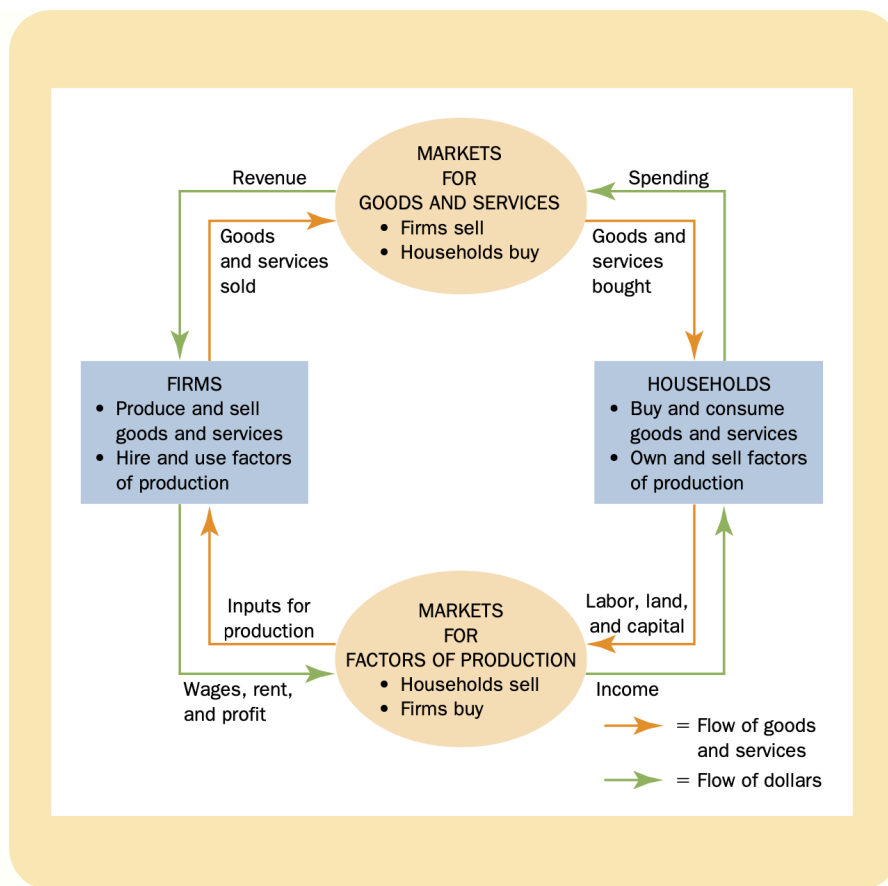 MARKETS
FOR
GOODS AND SERVICES
• Firms sell
• Households buy
Revenue
Spending
Goods
and services
sold
Goods and
services
bought
FIRMS
• Produce and sell
goods and services
• Hire and use factors
of production
HOUSEHOLDS
• Buy and consume
goods and services
• Own and sell factors
of production
Inputs for
production
Labor, land,
and capital
MARKETS
FOR
FACTORS OF PRODUCTION
• Households sell
• Firms buy
Wages, rent,
and profit
Income
= Flow of goods
and services
= Flow of dollars